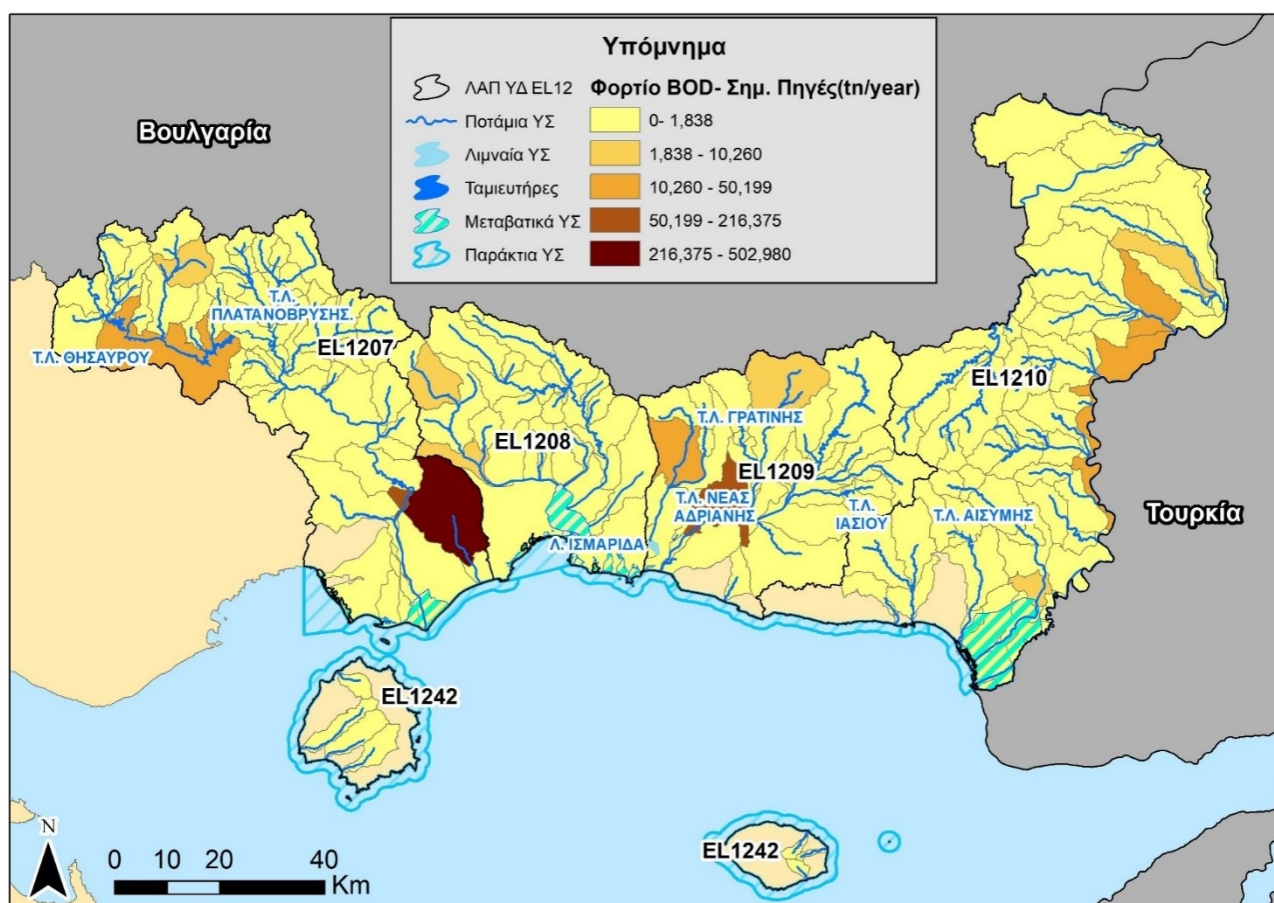 Υπόμνημα
ΛΑΠ ΥΔ EL12
Φορτίο BOD- Σημ. Πηγές(tn/year)
Ποτάμια ΥΣ
0- 1,838
Λιμναία ΥΣ
1,838 - 10,260
Ταμιευτήρες
10,260 - 50,199
Μεταβατικά ΥΣ
50,199 - 216,375
Παράκτια ΥΣ
216,375 - 502,980
Βουλγαρία
Τ.Λ.
ΠΛΑΤΑΝΟΒΡΥΣΗΣ.
EL1207
Τ.Λ. ΘΗΣΑΥΡΟΥ
EL1210
Τ.Λ. ΓΡΑΤΙΝΗΣ
EL1208
EL1209
Τ.Λ. ΝΕΑΣ
ΑΔΡΙΑΝΗΣ
Τ.Λ.
ΙΑΣΙΟΥ
Τ.Λ. ΑΙΣΥΜΗΣ
Τουρκία
Λ. ΙΣΜΑΡΙΔΑ
EL1242
EL1242
N
0 10 20 40
Km